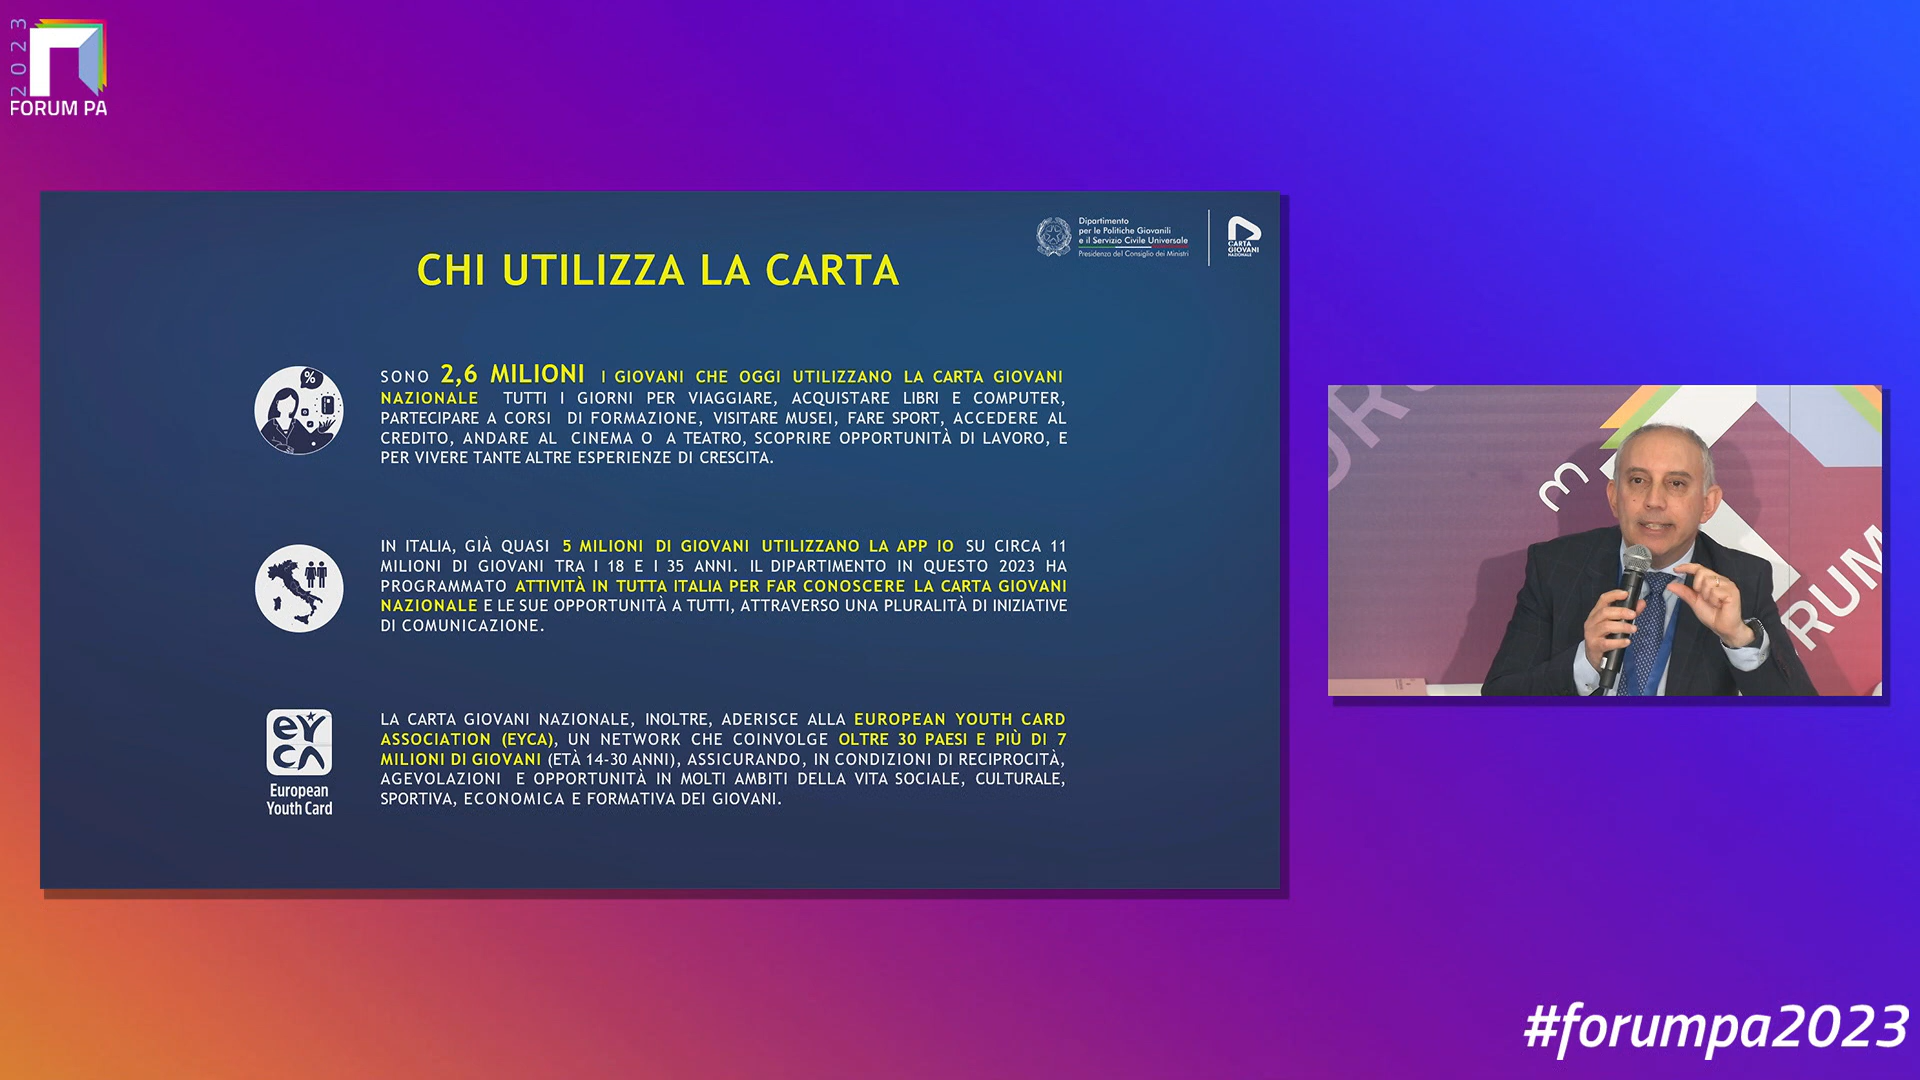 2023
FORUM PA
Dipartimento
per le Politiche Giovanili
e il Servizio Civile Universale
Presidenza del Consiglio dei Ministri
CARTA
GIOVANI
NAZIONALE
CHI UTILIZZA LA CARTA
%
SONO 2,6 MILIONI I GIOVANI CHE OGGI UTILIZZANO LA CARTA GIOVANI
NAZIONALE TUTTI I GIORNI PER VIAGGIARE, ACQUISTARE LIBRI E COMPUTER,
PARTECIPARE A CORSI DI FORMAZIONE, VISITARE MUSEI, FARE SPORT, ACCEDERE AL
CREDITO, ANDARE AL CINEMA O A TEATRO, SCOPRIRE OPPORTUNITÀ DI LAVORO, E
PER VIVERE TANTE ALTRE ESPERIENZE DI CRESCITA.
IN ITALIA, GIÀ QUASI 5 MILIONI DI GIOVANI UTILIZZANO LA APP IO SU CIRCA 11
MILIONI DI GIOVANI TRA I 18 E I 35 ANNI. IL DIPARTIMENTO IN QUESTO 2023 HA
PROGRAMMATO ATTIVITÀ IN TUTTA ITALIA PER FAR CONOSCERE LA CARTA GIOVANI
NAZIONALE E LE SUE OPPORTUNITÀ A TUTTI, ATTRAVERSO UNA PLURALITÀ DI INIZIATIVE
DI COMUNICAZIONE.
eY
CA
European
Youth Card
LA CARTA GIOVANI NAZIONALE, INOLTRE, ADERISCE ALLA EUROPEAN YOUTH CARD
ASSOCIATION (EYCA), UN NETWORK CHE COINVOLGE OLTRE 30 PAESI E PIÙ DI 7
MILIONI DI GIOVANI (ETÀ 14-30 ANNI), ASSICURANDO, IN CONDIZIONI DI RECIPROCITÀ,
AGEVOLAZIONI E OPPORTUNITÀ IN MOLTI AMBITI DELLA VITA SOCIALE, CULTURALE,
SPORTIVA, ECONOMICA E FORMATIVA DEI GIOVANI.
FORU
3
RUM
#forumpa2023